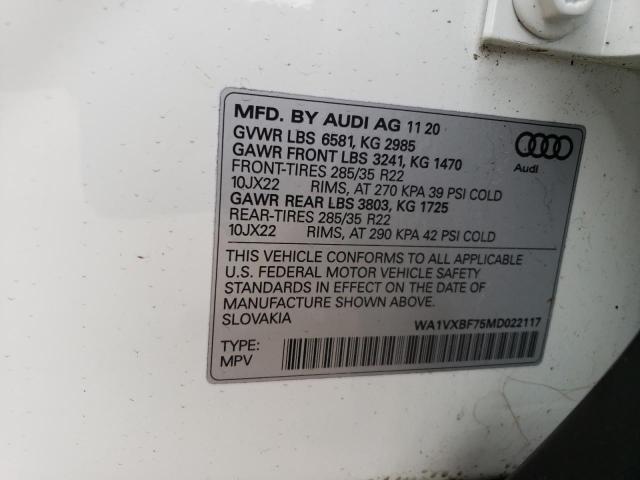 MFD. BY AUDI AG 11 20
GVWR LBS 6581, KG 2985
GAWR FRONT LBS 3241, KG 1470
FRONT-TIRES 285/35 R22
10JX22 RIMS, AT 270 KPA 39 PSI COLD
GAWR REAR LBS 3803, KG 1725
REAR-TIRES 285/35 R22
10JX22 RIMS, AT 290 KPA 42 PSI COLD
Audi
THIS VEHICLE CONFORMS TO ALL APPLICABLE
U.S. FEDERAL MOTOR VEHICLE SAFETY
STANDARDS IN EFFECT ON THE DATE OF
MANUFACTURE SHOWN ABOVE.
SLOVAKIA
WA1VXBF75MD022117
TYPE:
MPV